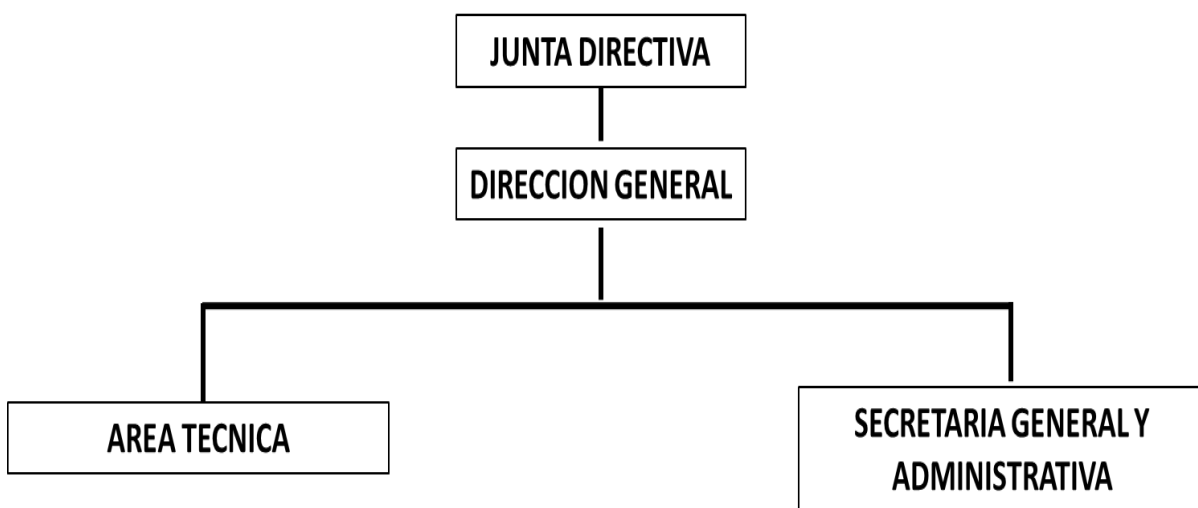 JUNTA DIRECTIVA
DIRECCION GENERAL
AREA TECNICA
SECRETARIA GENERAL Y
ADMINISTRATIVA